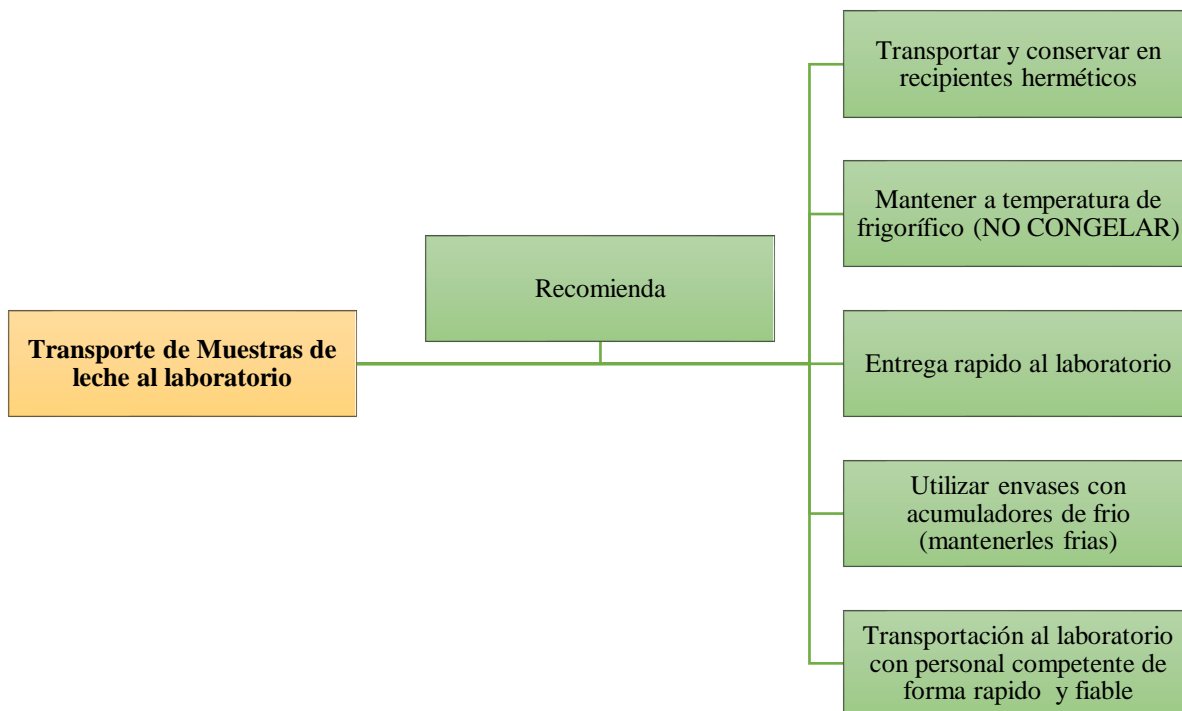 Transporte de Muestras de
leche al laboratorio
Recomienda
Transportar y conservar en
recipientes herméticos
Mantener a temperatura de
frigorífico (NO CONGELAR)
Entrega rapido al laboratorio
Utilizar envases con
acumuladores de frio
(mantenerles frias)
Transportación al laboratorio
con personal competente de
forma rapido y fiable